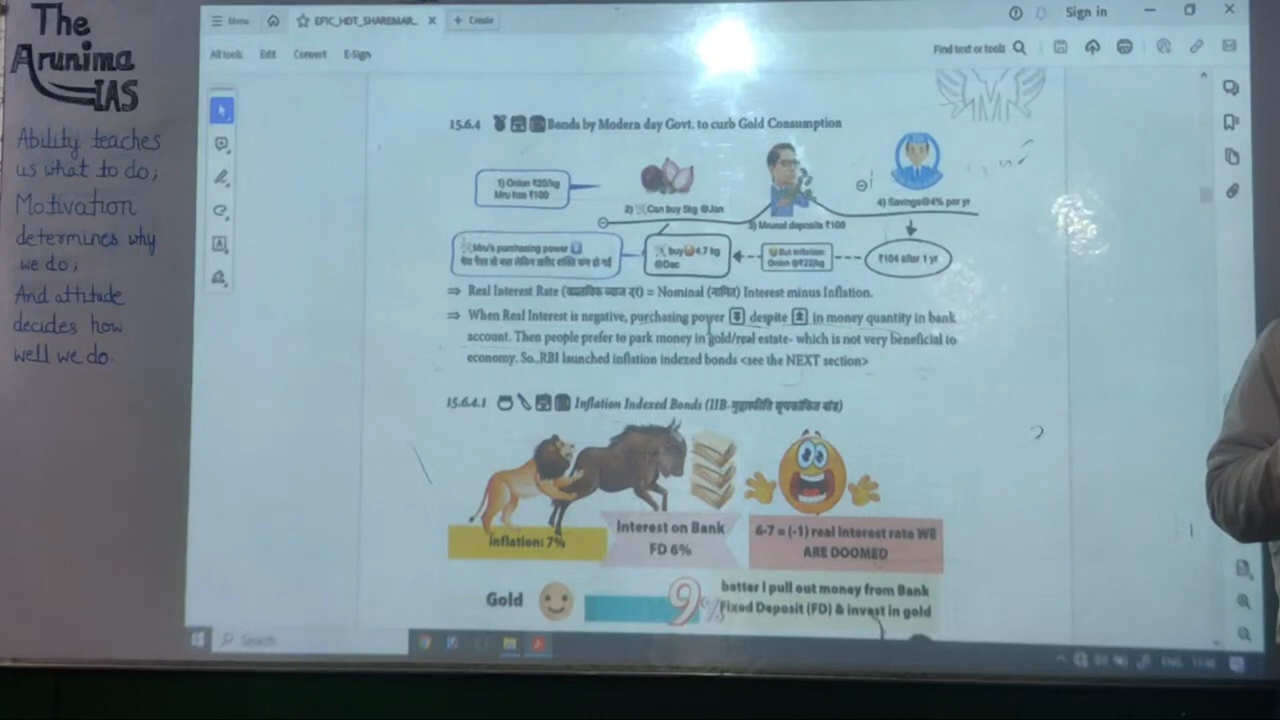 The
Arunima
IAS
Ability teaches
us what to do;
Motivation
determines why
we do;
And attitude
decides how
well we do.
Menu
EFIC_HDT_SHAREMAR...
+ Create
Sign in
All tools
Edit
Convert
E-Sign
Find text or tools
15.6.4 Bonds by Modern day Govt. to curb Gold Consumption
1) Onion ₹20/kg
Mru has ₹100
2) Can buy 5kg @Jan
3) Mrunal deposits ₹100
4) Savings@4% per yr
Mru's purchasing power
buy 4.7 kg
@Dec
But Inflation:
Onion @₹22/kg
₹104 after 1 yr
⇒ Real Interest Rate (वास्तविक ब्याज दर) = Nominal (नामित) Interest minus Inflation.
⇒ When Real Interest is negative, purchasing power despite in money quantity in bank
account. Then people prefer to park money in gold/real estate- which is not very beneficial to
economy. So..RBI launched inflation indexed bonds <see the NEXT section>
15.6.4.1 Inflation Indexed Bonds (IIB-मुद्रास्फीति सूचकांकित बांड)
Inflation: 7%
Interest on Bank
FD 6%
6-7 = (-1) real interest rate WE
ARE DOOMED
Gold
9%
better I pull out money from Bank
Fixed Deposit (FD) & invest in gold
Search
ENG